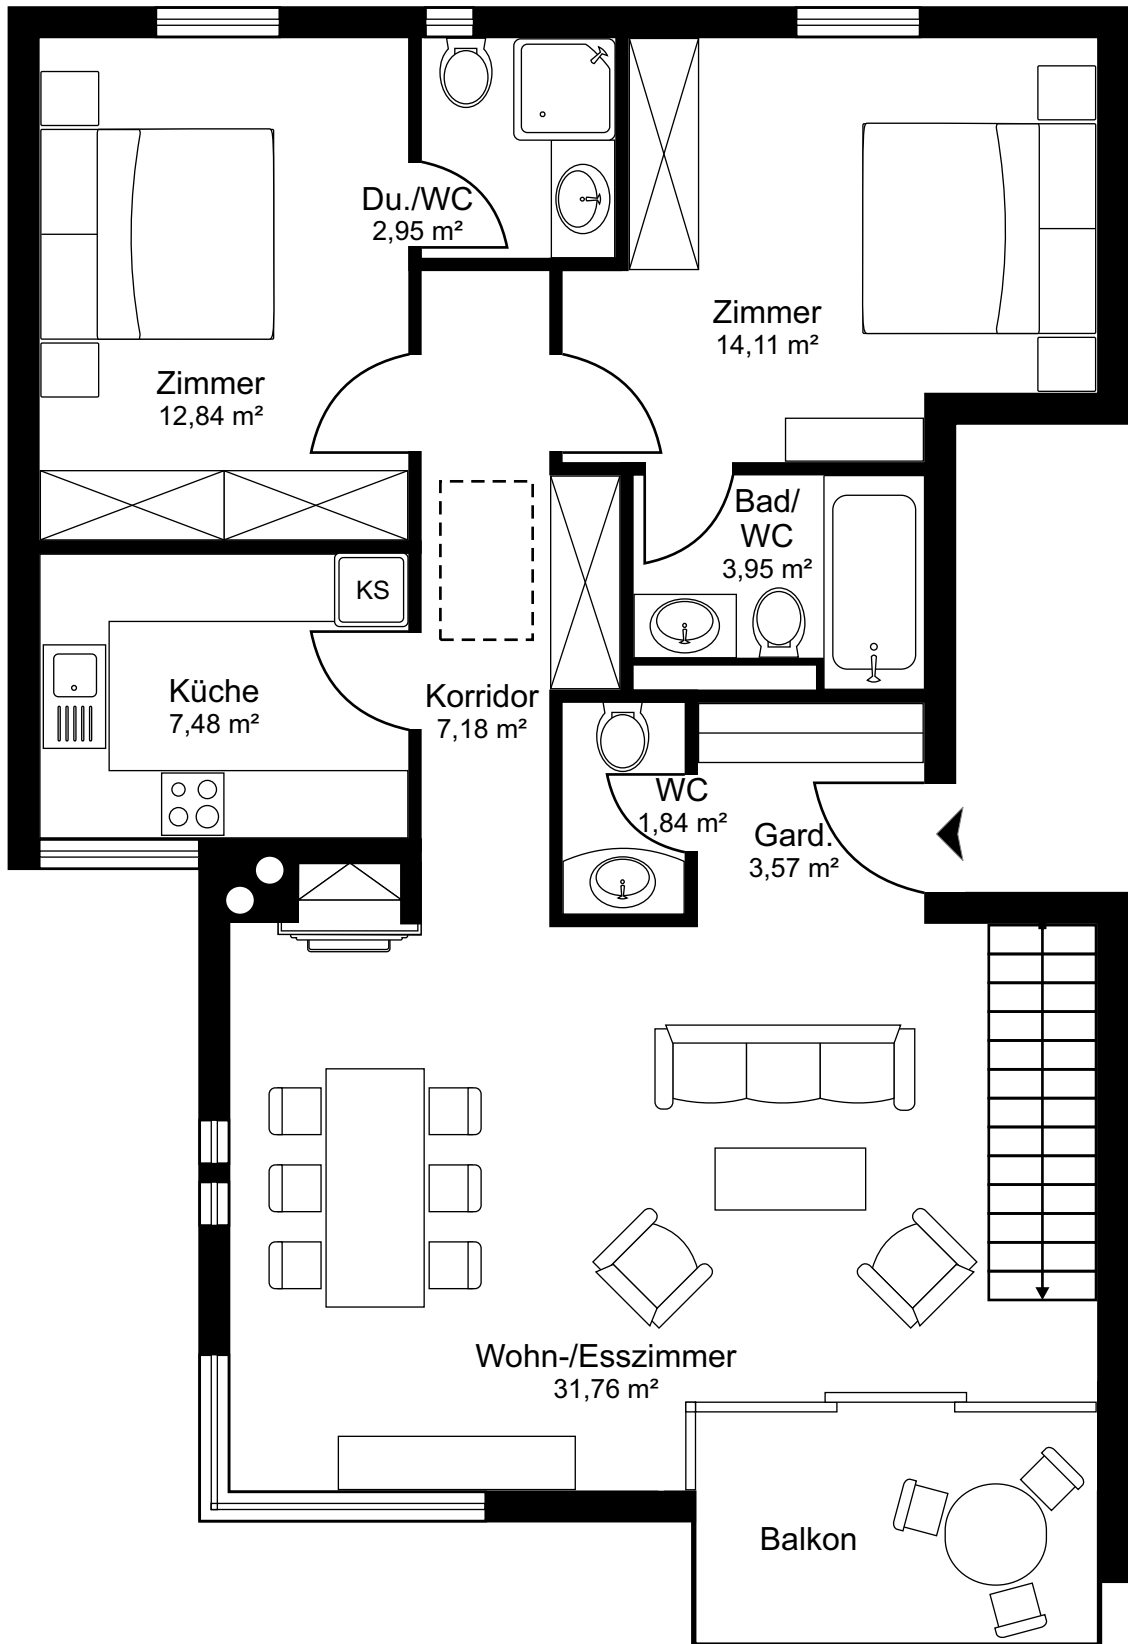 Du./WC
2,95 m²
Zimmer
14,11 m²
Zimmer
12,84 m²
Bad/
WC
3,95 m²
KS
Küche
7,48 m²
Korridor
7,18 m²
WC
1,84 m²
Gard.
3,57 m²
Wohn-/Esszimmer
31,76 m²
Balkon